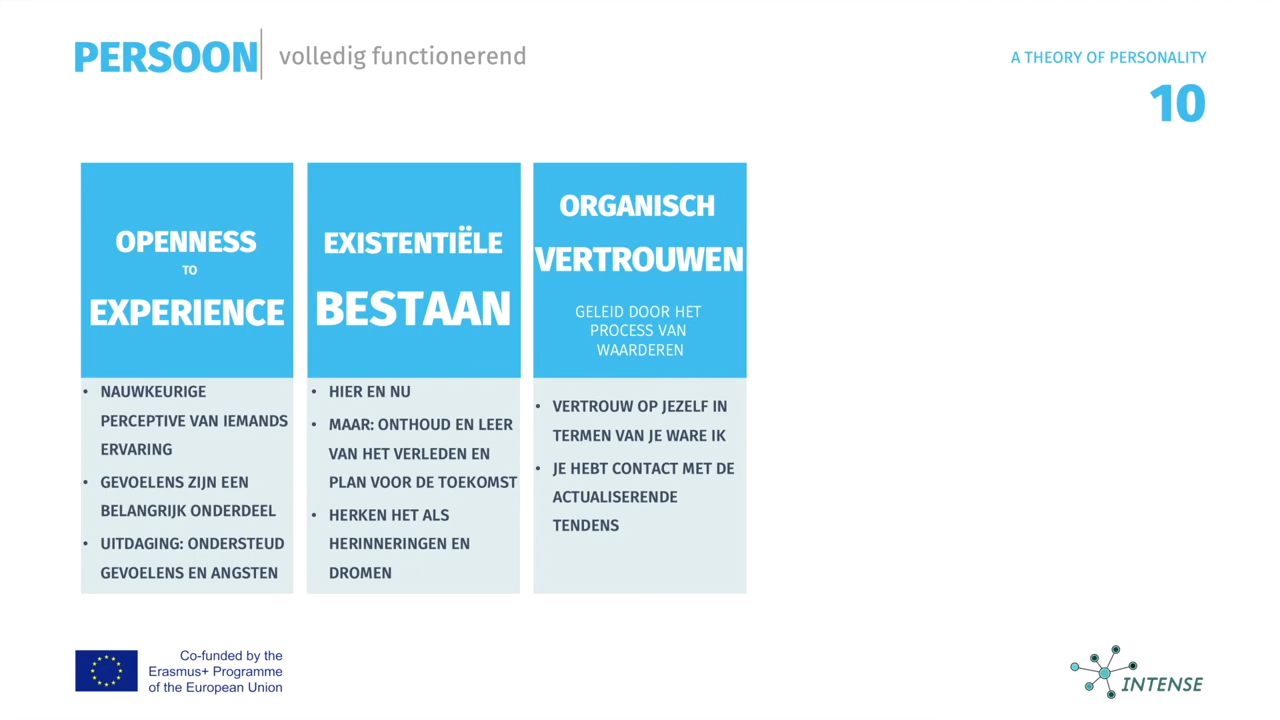 PERSOON
volledig functionerend
A THEORY OF PERSONALITY
10
OPENNESS
TO
EXPERIENCE
• NAUWKEURIGE
PERCEPTIVE VAN IEMANDS
ERVARING
• GEVOELENS ZIJN EEN
BELANGRIJK ONDERDEEL
• UITDAGING: ONDERSTEUD
GEVOELENS EN ANGSTEN
EXISTENTIËLE
BESTAAN
• HIER EN NU
• MAAR: ONTHOUD EN LEER
VAN HET VERLEDEN EN
PLAN VOOR DE TOEKOMST
• HERKEN HET ALS
HERINNERINGEN EN
DROMEN
ORGANISCH
VERTROUWEN
GELEID DOOR HET
PROCESS VAN
WAARDEREN
• VERTROUW OP JEZELF IN
TERMEN VAN JE WARE IK
• JE HEBT CONTACT MET DE
ACTUALISERENDE
TENDENS
Co-funded by the
Erasmus+ Programme
of the European Union
INTENSE